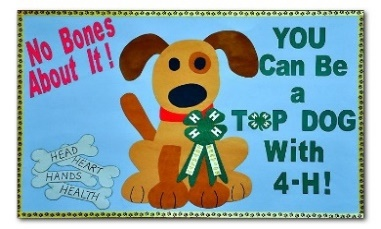 No Bones
About It!
YOU
Can Be
a
TOP DOG
With
4-H!
H H
H H
HEAD
HEART
HANDS
HEALTH